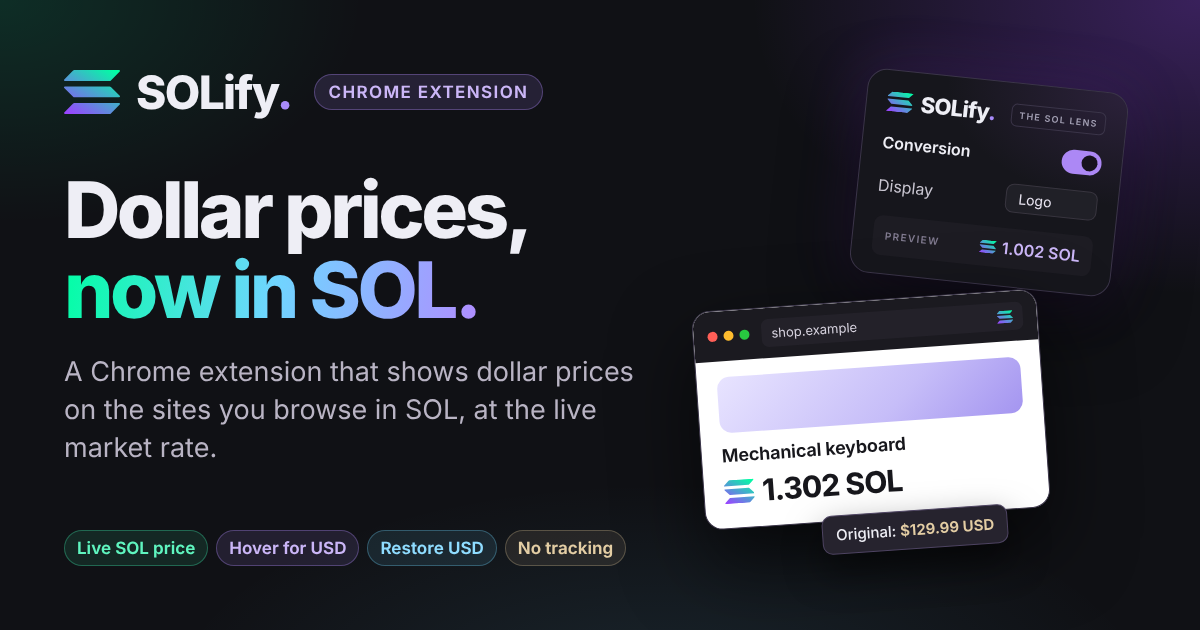 SOLify.
CHROME EXTENSION
Dollar prices,
now in SOL.
A Chrome extension that shows dollar prices
on the sites you browse in SOL, at the live
market rate.
Live SOL price
Hover for USD
Restore USD
No tracking
SOLify.
THE SOL LENS
Conversion
Display
Logo
PREVIEW
1.002 SOL
shop.example
Mechanical keyboard
1.302 SOL
Original: $129.99 USD